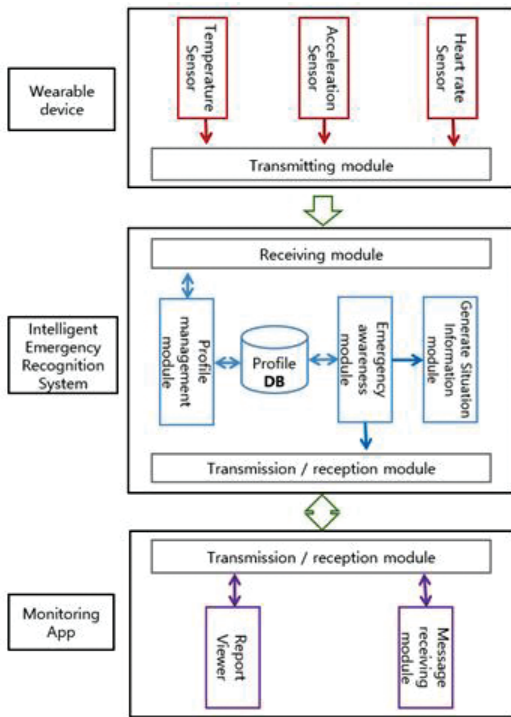 Wearable
device
Temperature
Sensor
Acceleration
Sensor
Heart rate
Sensor
Transmitting module
Intelligent
Emergency
Recognition
System
Receiving module
Profile
management
module
Profile
DB
Emergency
awareness
module
Generate Situation
Information
module
Transmission / reception module
Monitoring
App
Transmission / reception module
Report
Viewer
Message
receiving
module